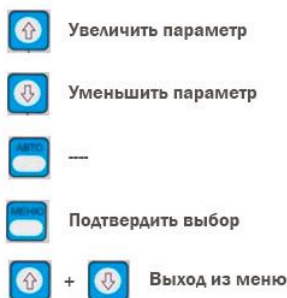 Увеличить параметр
Уменьшить параметр
АВТО
----
МЕНЮ
Подтвердить выбор
+ Выход из меню